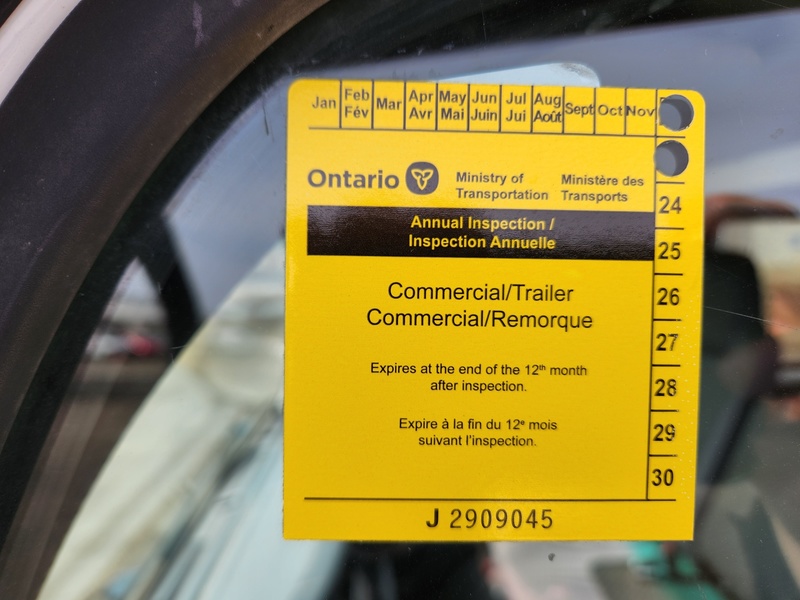 Jan Feb Fév Mar Apr Avr May Mai Jun Juin Jul Jui Aug Août Sept Oct Nov
Ontario
Ministry of Transportation
Ministère des Transports
Annual Inspection /
Inspection Annuelle
Commercial/Trailer
Commercial/Remorque
Expires at the end of the 12th month
after inspection.
Expire à la fin du 12e mois
suivant l'inspection.
24
25
26
27
28
29
30
J 2909045